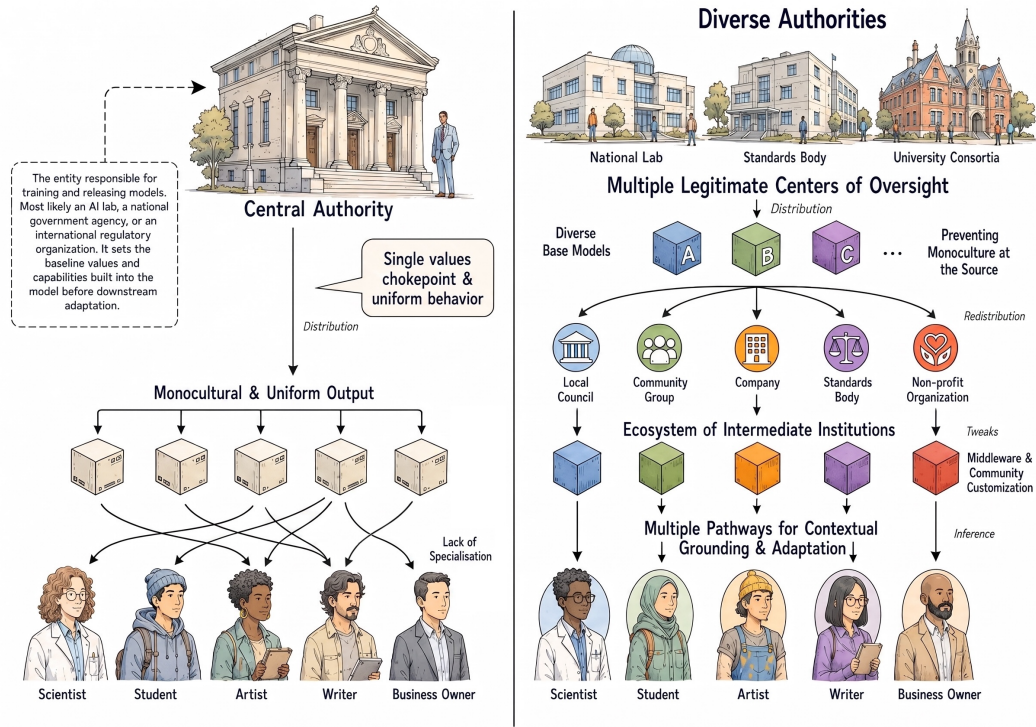 The entity responsible for
training and releasing models.
Most likely an AI lab, a national
government agency, or an
international regulatory
organization. It sets the
baseline values and
capabilities built into the
model before downstream
adaptation.
Central Authority
Single values
chokepoint &
uniform behavior
Distribution
Monocultural & Uniform Output
Lack of
Specialisation
Scientist
Student
Artist
Writer
Business Owner
Diverse Authorities
National Lab
Standards Body
University Consortia
Multiple Legitimate Centers of Oversight
Distribution
Diverse
Base Models
A
B
C
...
Preventing
Monoculture at
the Source
Redistribution
Local
Council
Community
Group
Company
Standards
Body
Non-profit
Organization
Ecosystem of Intermediate Institutions
Tweaks
Middleware &
Community
Customization
Multiple Pathways for Contextual
Grounding & Adaptation
Inference
Scientist
Student
Artist
Writer
Business Owner